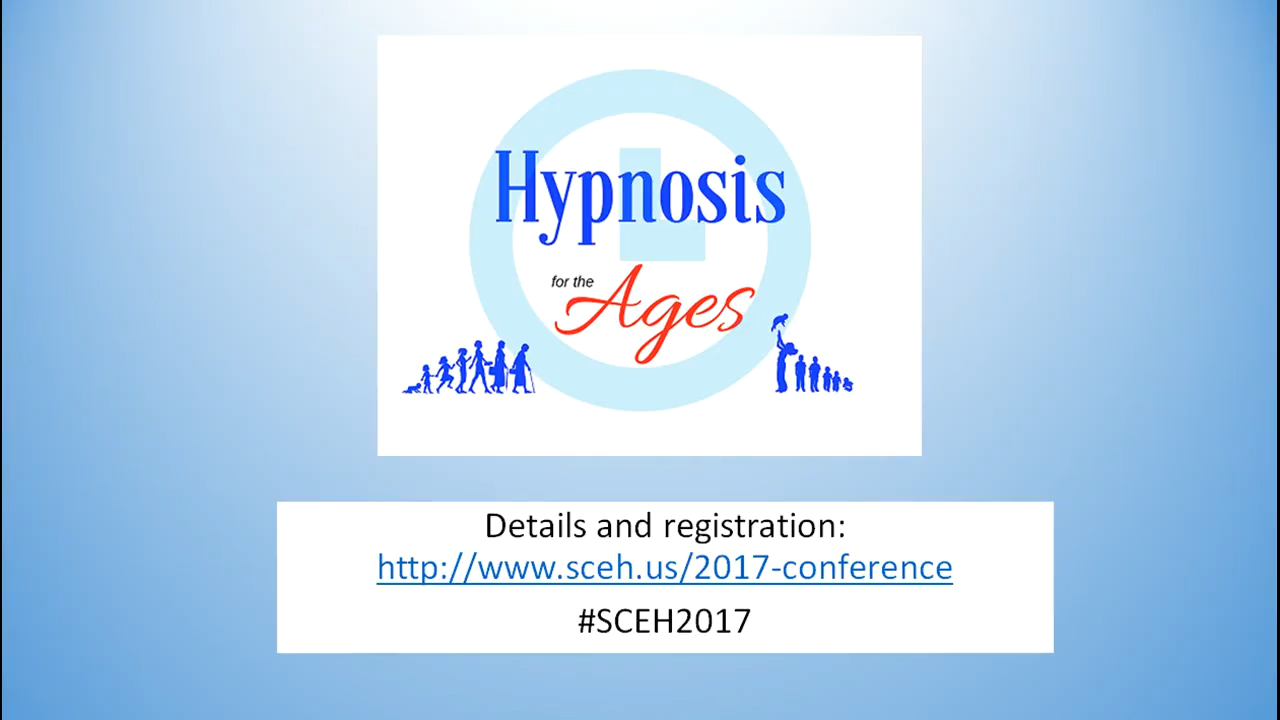 Hypnosis
for the Ages
Details and registration:
http://www.sceh.us/2017-conference
#SCEH2017